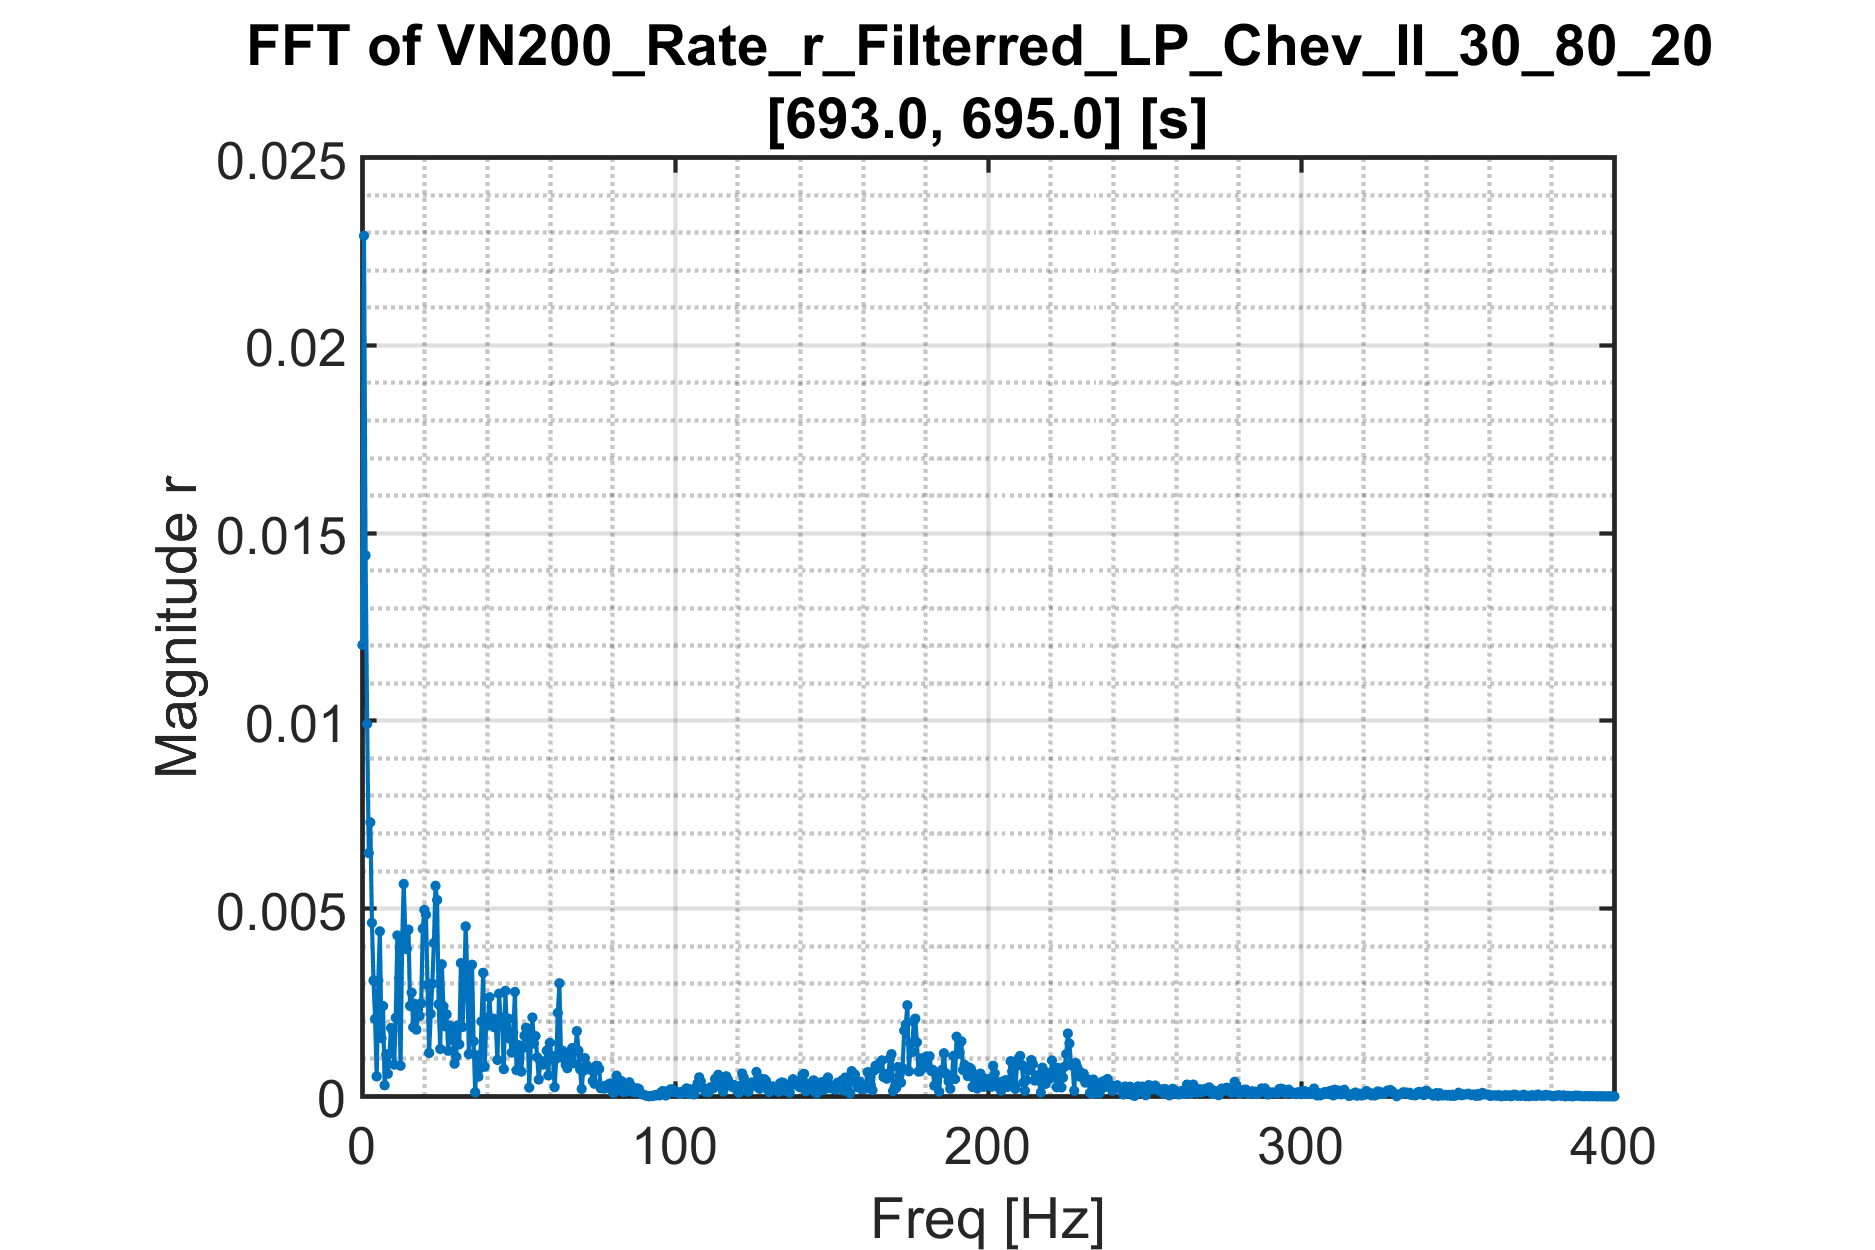 FFT of VN200_Rate_r_Filterred_LP_Chev_II_30_80_20
[693.0, 695.0] [s]
0.025
0.02
0.015
0.01
0.005
0
Magnitude r
0 100 200 300 400
Freq [Hz]